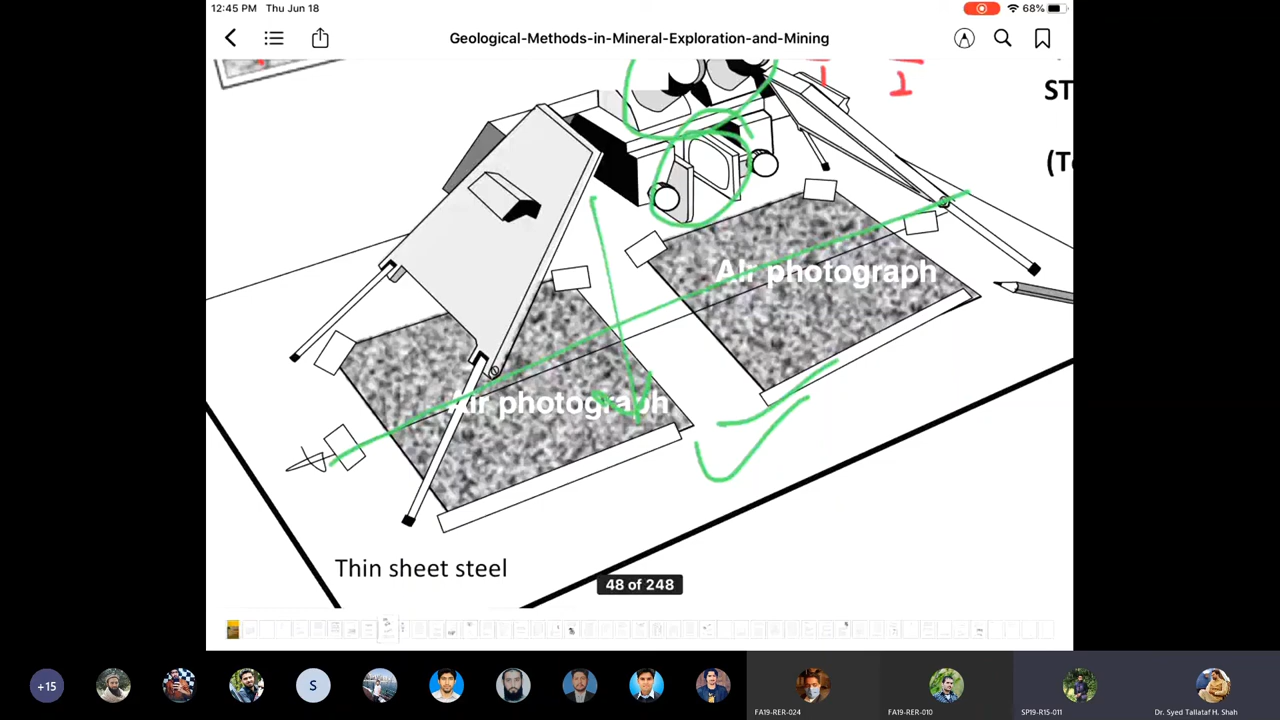 12:45 PM Thu Jun 18
68%
Geological-Methods-in-Mineral-Exploration-and-Mining
1
2
ST
(T
Air photograph
Air photograph
Thin sheet steel
48 of 248
+15
S
FA19-RER-024
FA19-RER-010
SP19-R15-011
Dr. Syed Tallataf H. Shah